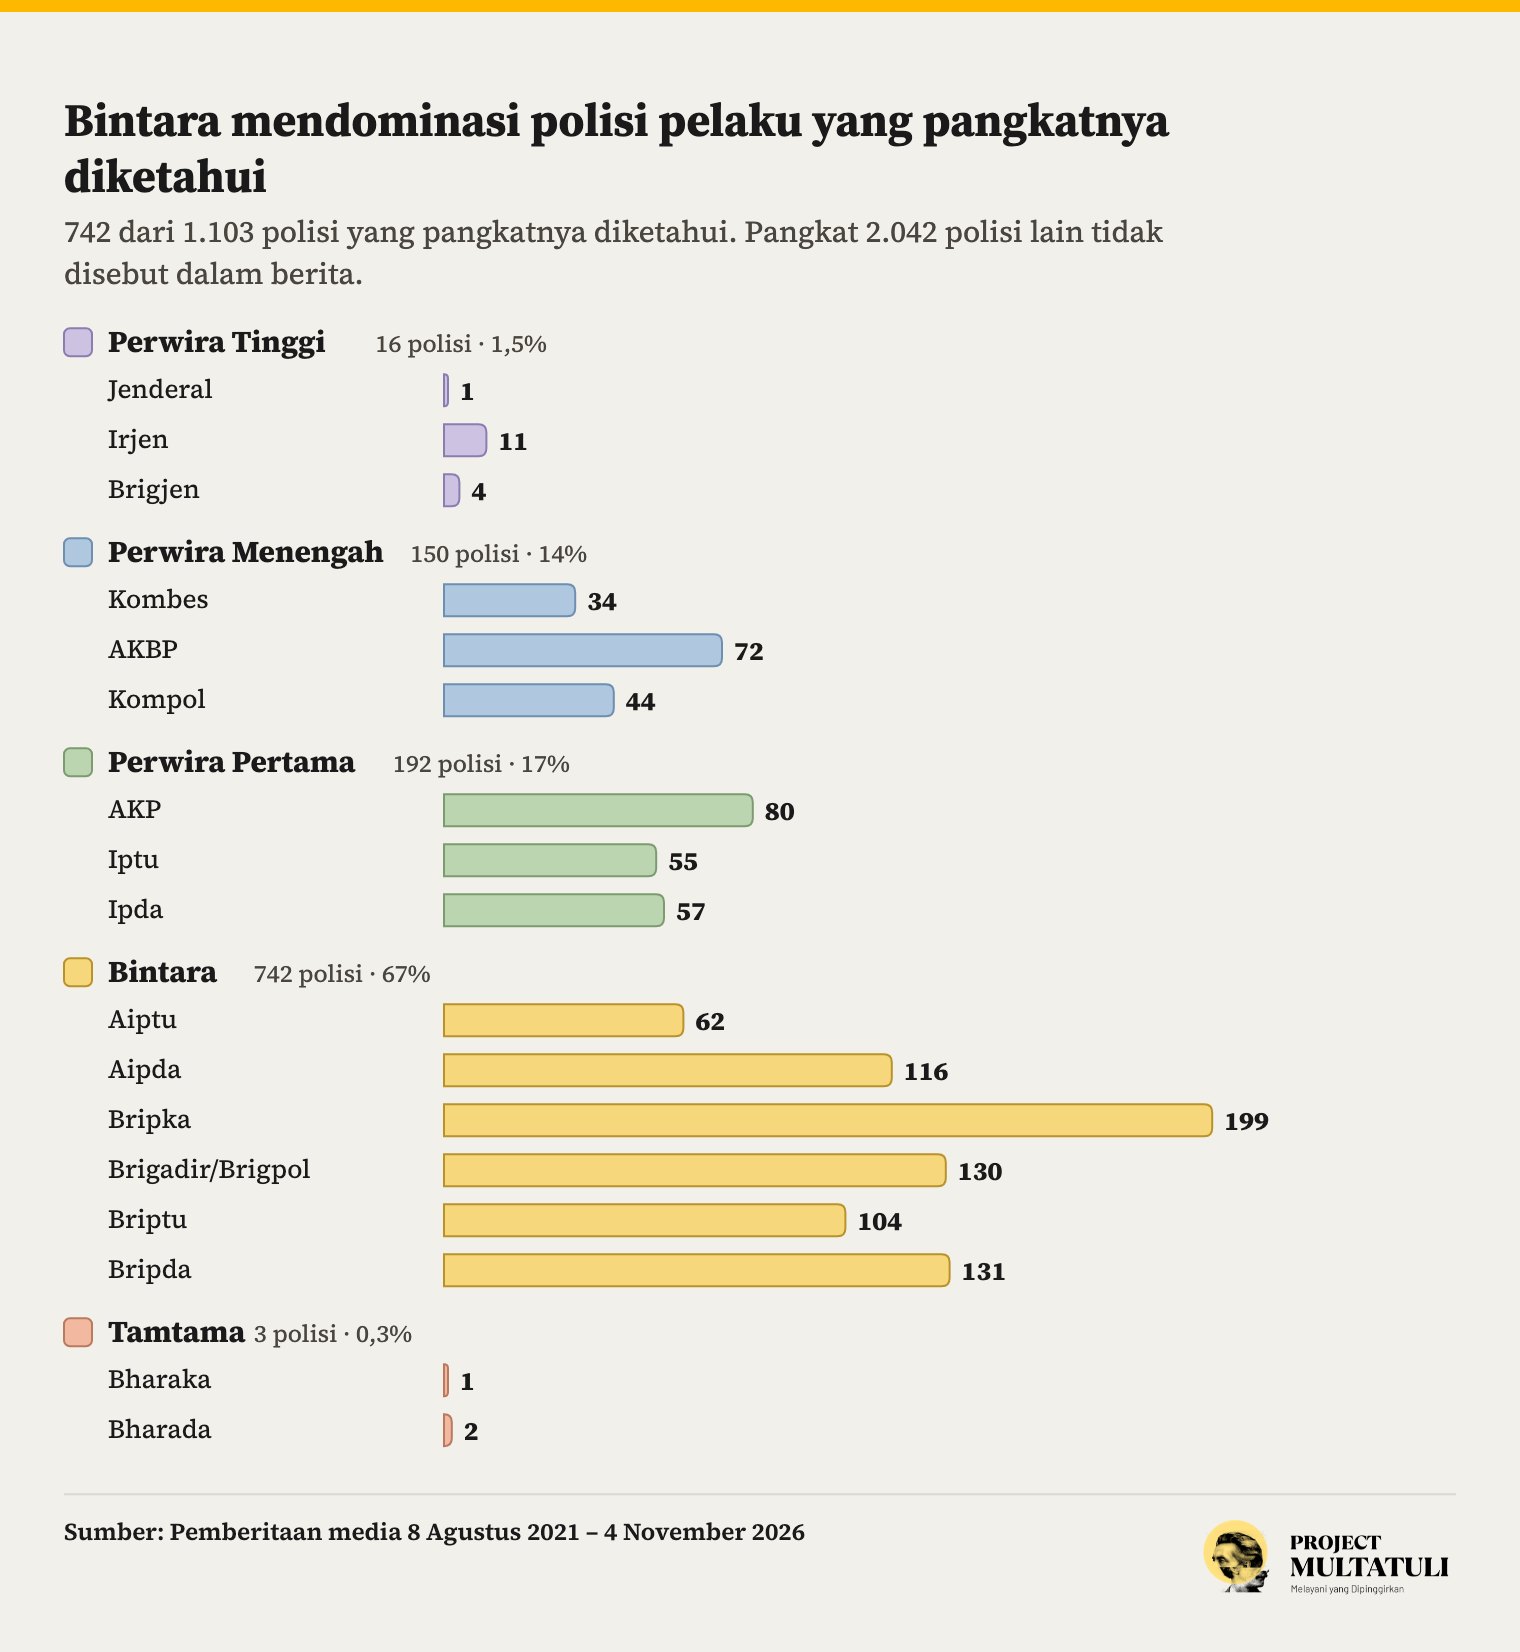 Bintara mendominasi polisi pelaku yang pangkatnya
diketahui
742 dari 1.103 polisi yang pangkatnya diketahui. Pangkat 2.042 polisi lain tidak
disebut dalam berita.
Perwira Tinggi 16 polisi · 1,5%
Jenderal 1
Irjen 11
Brigjen 4
Perwira Menengah 150 polisi · 14%
Kombes 34
AKBP 72
Kompol 44
Perwira Pertama 192 polisi · 17%
AKP 80
Iptu 55
Ipda 57
Bintara 742 polisi · 67%
Aiptu 62
Aipda 116
Bripka 199
Brigadir/Brigpol 130
Briptu 104
Bripda 131
Tamtama 3 polisi · 0,3%
Bharaka 1
Bharada 2
Sumber: Pemberitaan media 8 Agustus 2021 – 4 November 2026
PROJECT
MULTATULI
Melayani yang Dipinggirkan